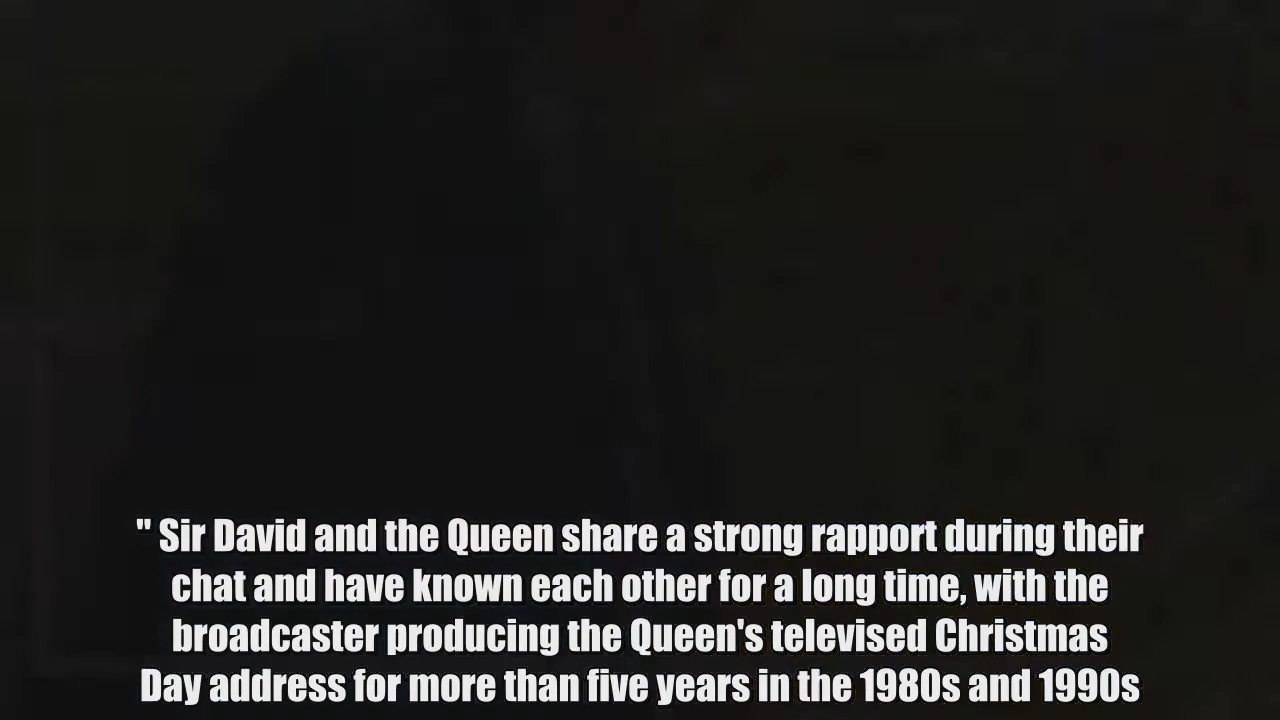 " Sir David and the Queen share a strong rapport during their
chat and have known each other for a long time, with the
broadcaster producing the Queen's televised Christmas
Day address for more than five years in the 1980s and 1990s